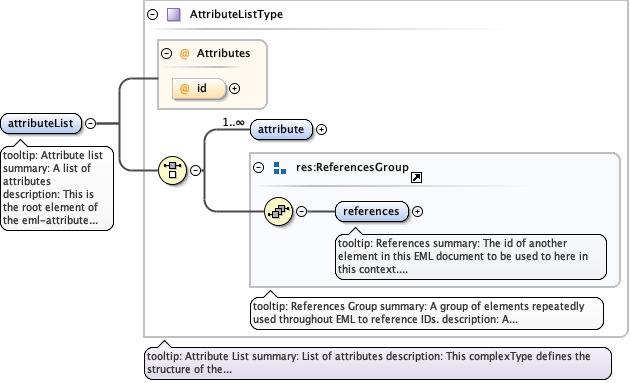 AttributeListType
@ Attributes
@ id
attributeList
tooltip: Attribute list
summary: A list of
attributes
description: This is
the root element of
the eml-attribute...
1..∞
attribute
res:ReferencesGroup
references
tooltip: References summary: The id of another
element in this EML document to be used to here in
this context....
tooltip: References Group summary: A group of elements repeatedly
used throughout EML to reference IDs. description: A...
tooltip: Attribute List summary: List of attributes description: This complexType defines the
structure of the...